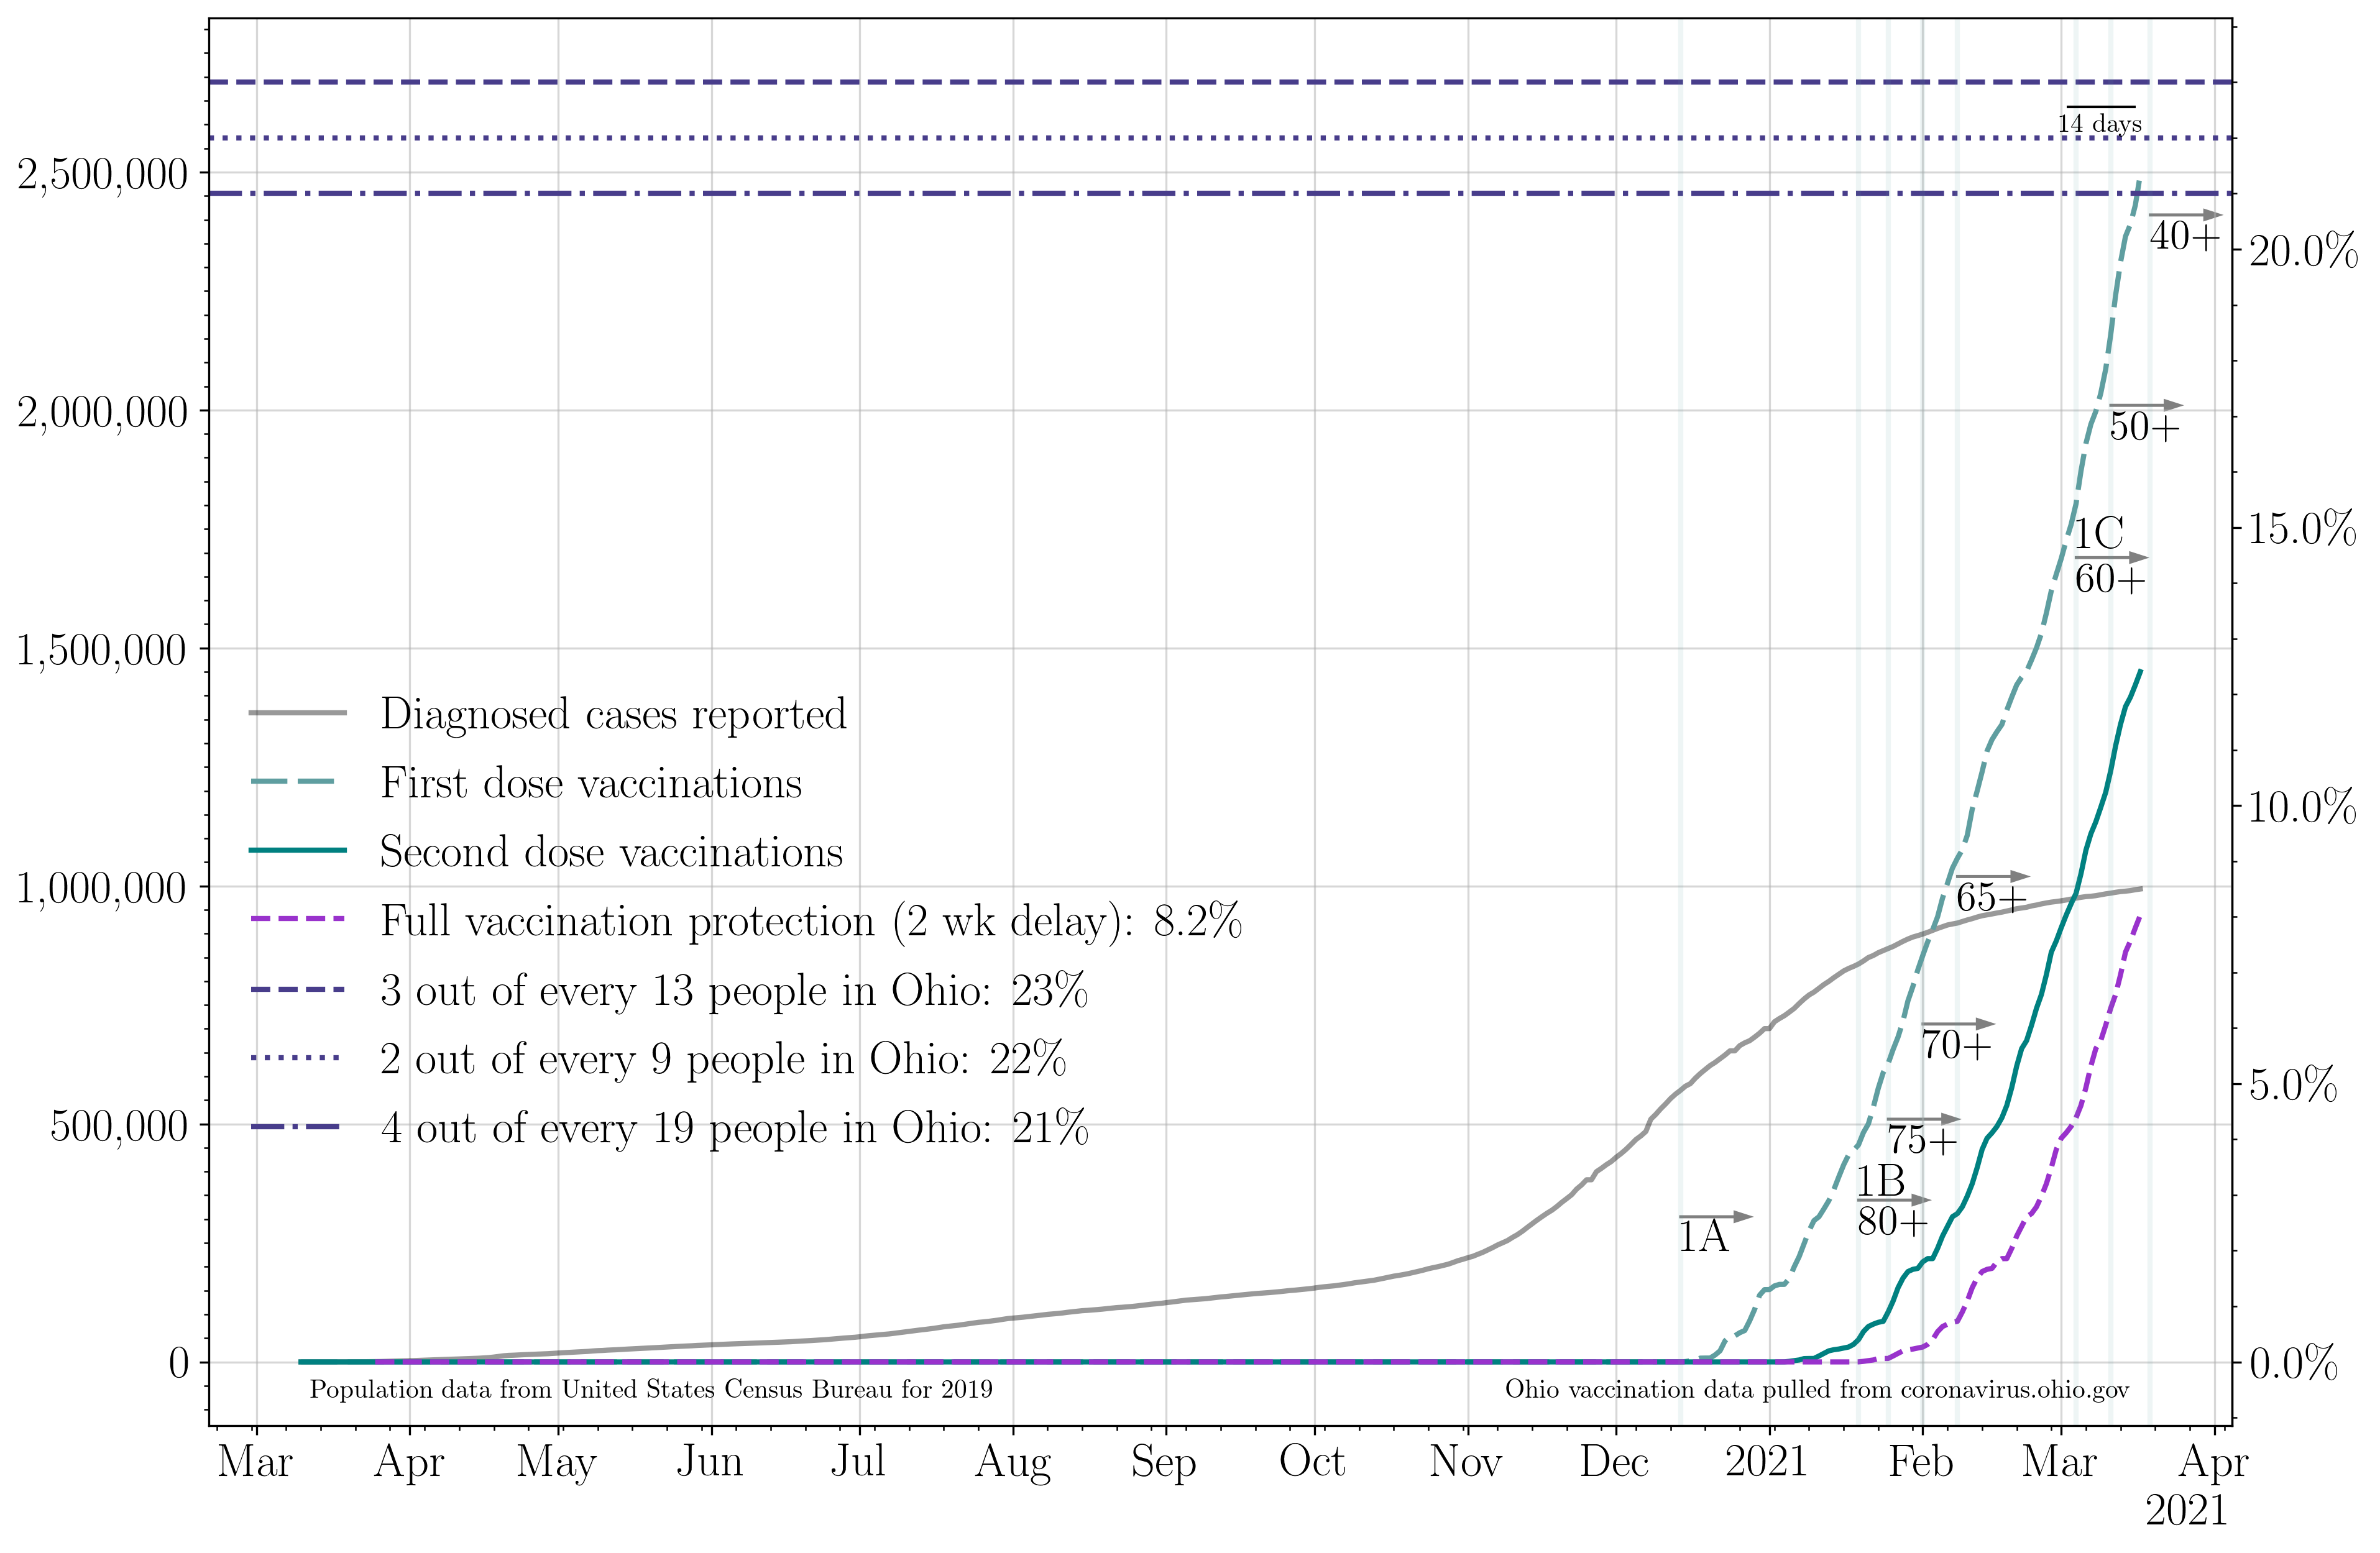 14 days
2,500,000
40+
20.0%
2,000,000
50+
1C
15.0%
60+
1,500,000
Diagnosed cases reported
First dose vaccinations
10.0%
Second dose vaccinations
1,000,000
65+
Full vaccination protection (2 wk delay): 8.2%
3 out of every 13 people in Ohio: 23%
70+
2 out of every 9 people in Ohio: 22%
5.0%
500,000
4 out of every 19 people in Ohio: 21%
75+
1B
80+
1A
0
0.0%
Population data from United States Census Bureau for 2019
Ohio vaccination data pulled from coronavirus.ohio.gov
Mar Apr May Jun Jul Aug Sep Oct Nov Dec 2021 Feb Mar Apr
2021